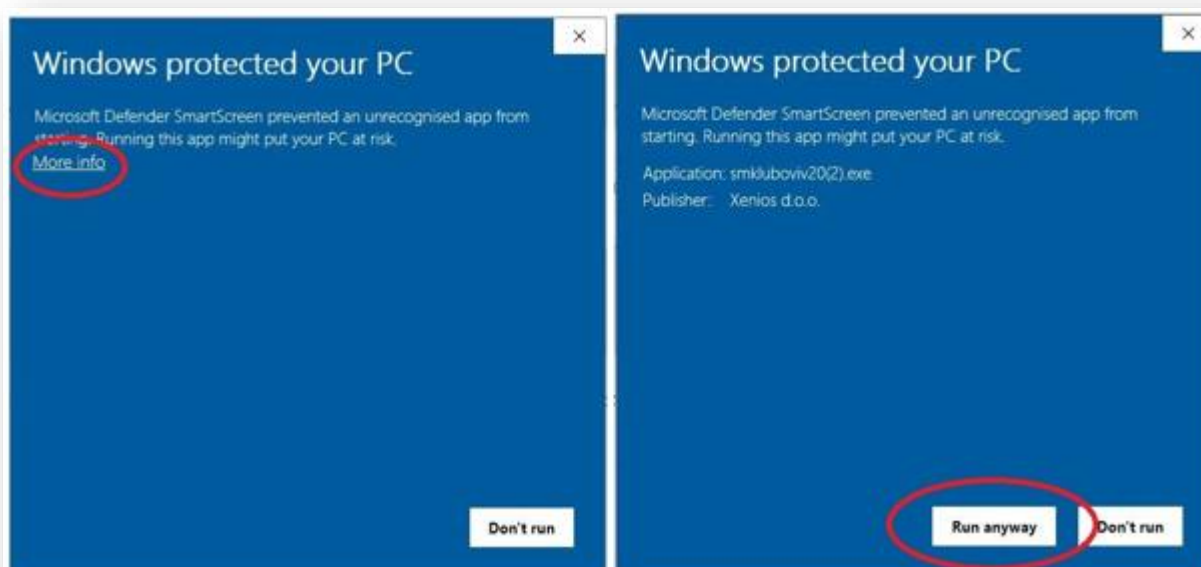 Windows protected your PC
Microsoft Defender SmartScreen prevented an unrecognised app from
starting. Running this app might put your PC at risk.
More info
Don't run
Windows protected your PC
Microsoft Defender SmartScreen prevented an unrecognised app from
starting. Running this app might put your PC at risk.
Application: smkluboviv20(2).exe
Publisher: Xenios d.o.o.
Run anyway
Don't run